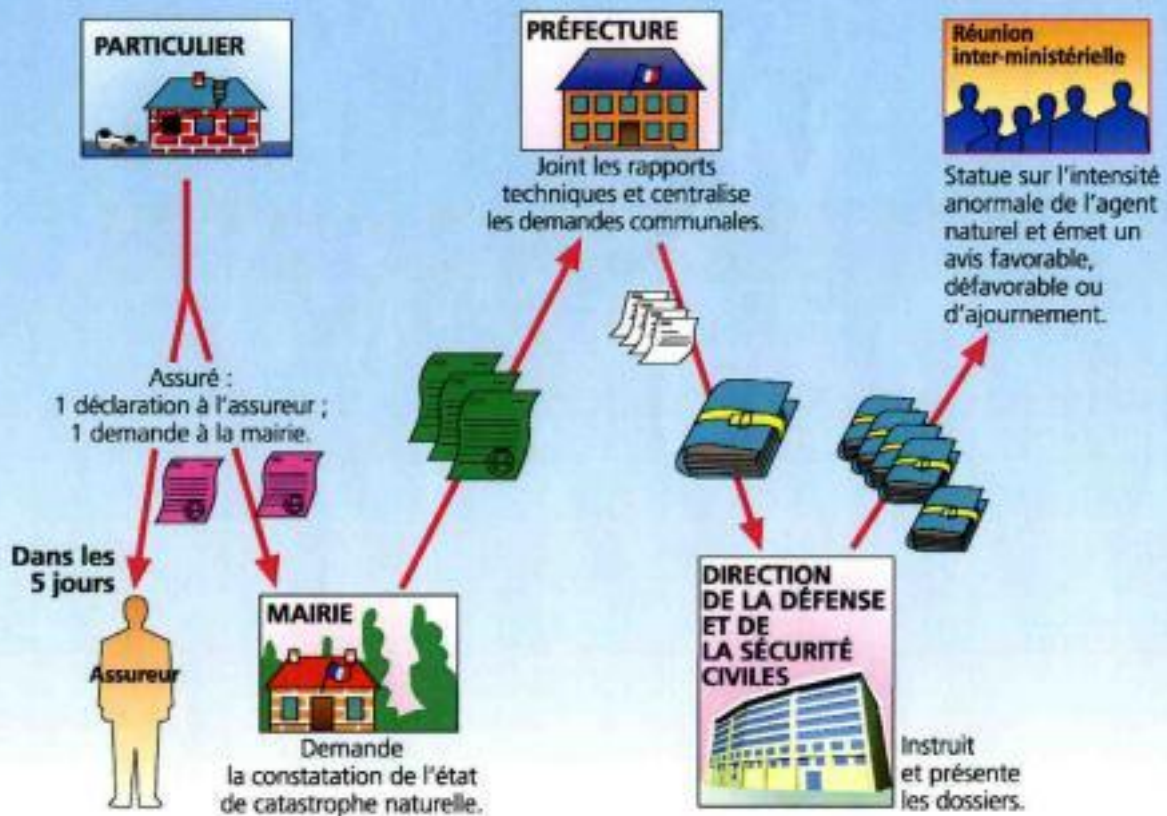 PARTICULIER
Assuré :
1 déclaration à l'assureur ;
1 demande à la mairie.
Dans les
5 jours
Assureur
MAIRIE
Demande
la constatation de l'état
de catastrophe naturelle.
PRÉFECTURE
Joint les rapports
techniques et centralise
les demandes communales.
DIRECTION
DE LA DÉFENSE
ET DE
LA SÉCURITÉ
CIVILES
Instruit
et présente
les dossiers.
Réunion
inter-ministérielle
Statue sur l'intensité
anormale de l'agent
naturel et émet un
avis favorable,
défavorable ou
d'ajournement.